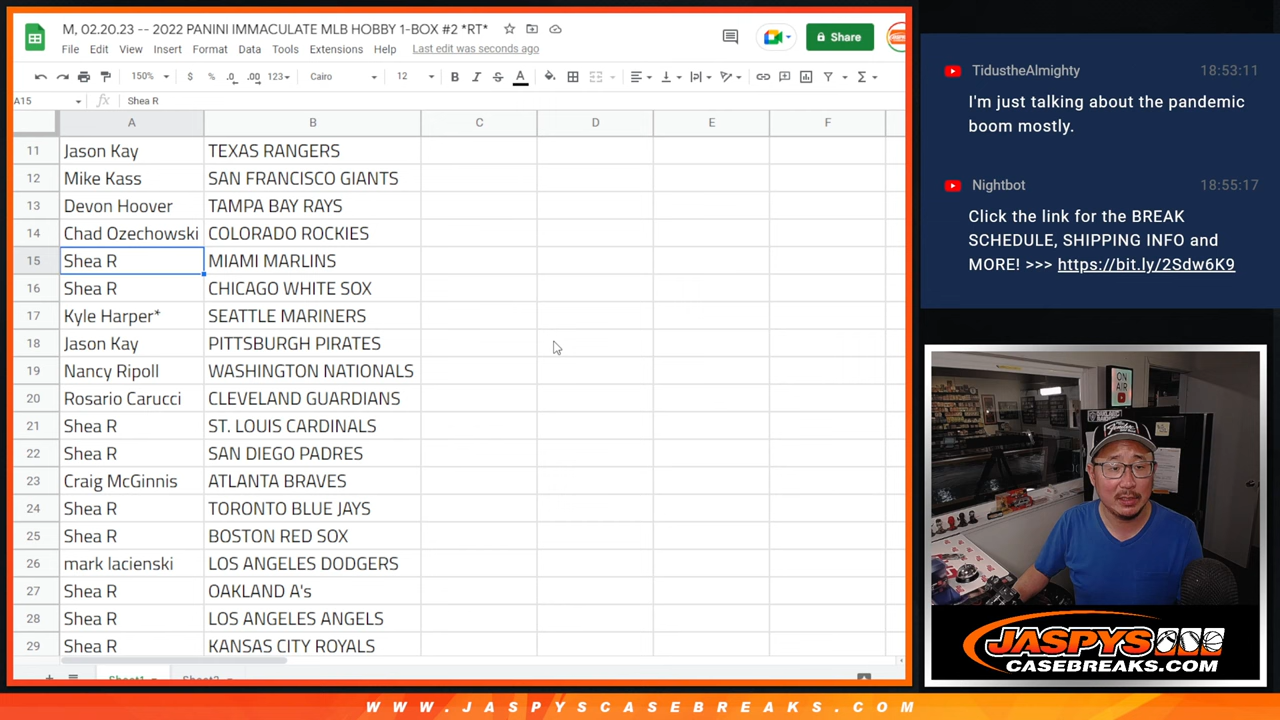 M, 02.20.23 -- 2022 PANINI IMMACULATE MLB HOBBY 1-BOX #2 *RT*
File Edit View Insert Format Data Tools Extensions Help Last edit was seconds ago
Share
150% $ % .0 .00 123 Cairo 12 B I S A
A15 fx Shea R
A B C D E F
11 Jason Kay TEXAS RANGERS
12 Mike Kass SAN FRANCISCO GIANTS
13 Devon Hoover TAMPA BAY RAYS
14 Chad Ozechowski COLORADO ROCKIES
15 Shea R MIAMI MARLINS
16 Shea R CHICAGO WHITE SOX
17 Kyle Harper* SEATTLE MARINERS
18 Jason Kay PITTSBURGH PIRATES
19 Nancy Ripoll WASHINGTON NATIONALS
20 Rosario Carucci CLEVELAND GUARDIANS
21 Shea R ST. LOUIS CARDINALS
22 Shea R SAN DIEGO PADRES
23 Craig McGinnis ATLANTA BRAVES
24 Shea R TORONTO BLUE JAYS
25 Shea R BOSTON RED SOX
26 mark lacienski LOS ANGELES DODGERS
27 Shea R OAKLAND A's
28 Shea R LOS ANGELES ANGELS
29 Shea R KANSAS CITY ROYALS
Sheet1 Sheet2
TidustheAlmighty 18:53:11
I'm just talking about the pandemic
boom mostly.
Nightbot 18:55:17
Click the link for the BREAK
SCHEDULE, SHIPPING INFO and
MORE! >>> https://bit.ly/2Sdw6K9
ON
AIR
JASPYS
CASEBREAKS.COM
WWW.JASPYSCASEBREAKS.COM